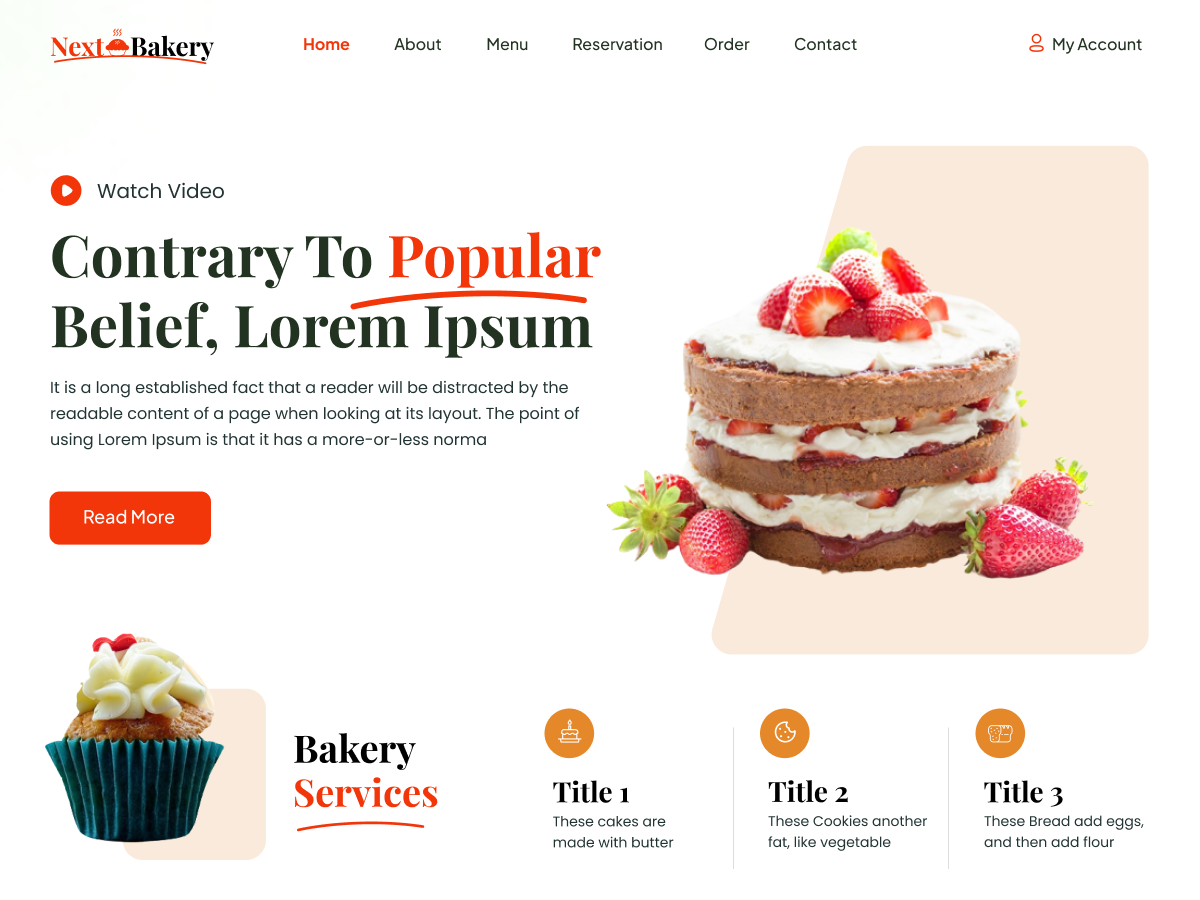 Next Bakery
Home About Menu Reservation Order Contact My Account
Watch Video
Contrary To Popular
Belief, Lorem Ipsum
It is a long established fact that a reader will be distracted by the
readable content of a page when looking at its layout. The point of
using Lorem Ipsum is that it has a more-or-less norma
Read More
Bakery
Services
Title 1
These cakes are
made with butter
Title 2
These Cookies another
fat, like vegetable
Title 3
These Bread add eggs,
and then add flour